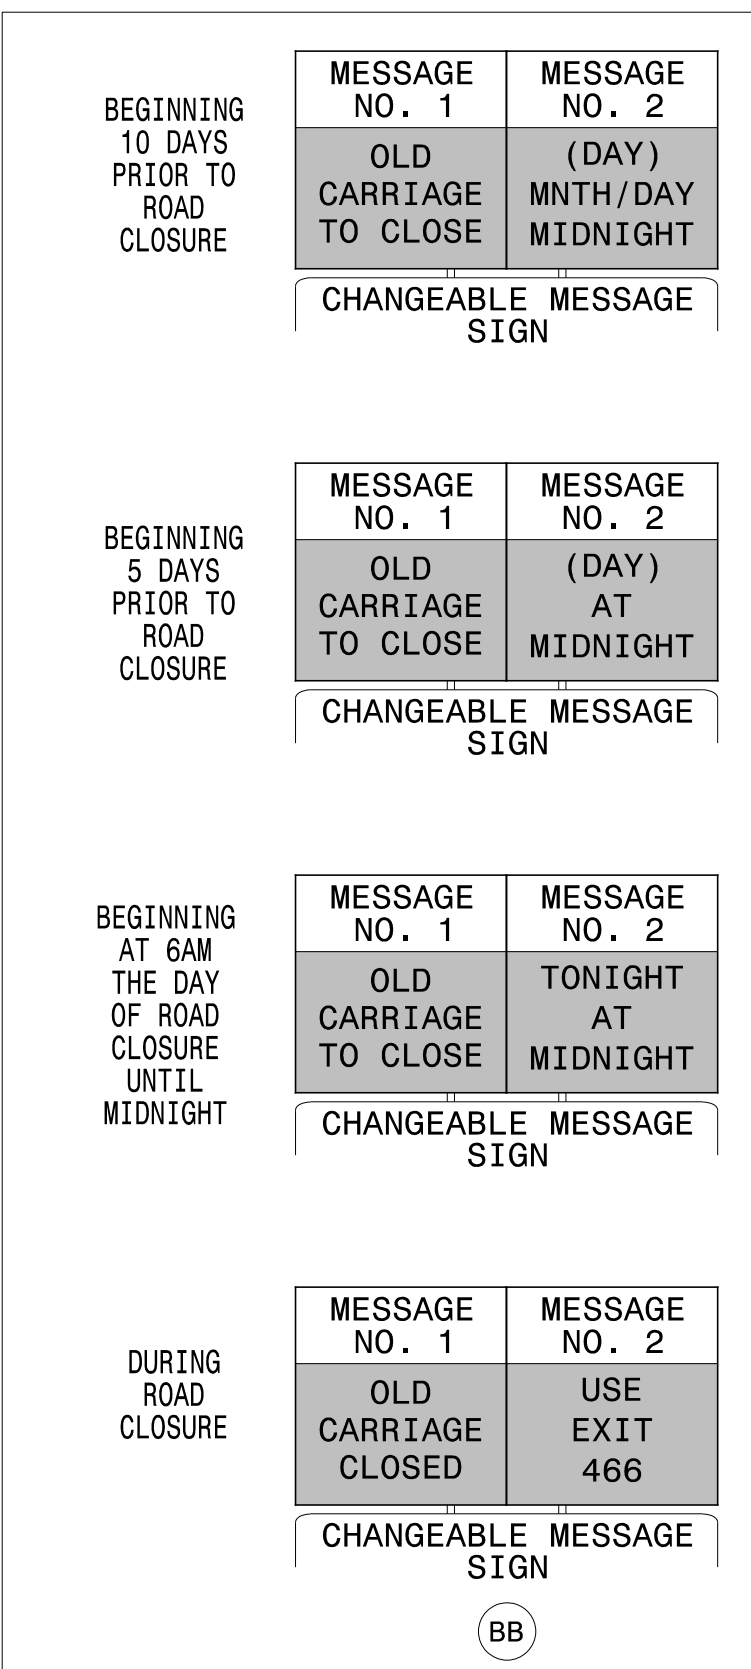 BEGINNING
10 DAYS
PRIOR TO
ROAD
CLOSURE
MESSAGE
NO. 1
MESSAGE
NO. 2
OLD
CARRIAGE
TO CLOSE
(DAY)
MNTH/DAY
MIDNIGHT
CHANGEABLE MESSAGE
SIGN
BEGINNING
5 DAYS
PRIOR TO
ROAD
CLOSURE
MESSAGE
NO. 1
MESSAGE
NO. 2
OLD
CARRIAGE
TO CLOSE
(DAY)
AT
MIDNIGHT
CHANGEABLE MESSAGE
SIGN
BEGINNING
AT 6AM
THE DAY
OF ROAD
CLOSURE
UNTIL
MIDNIGHT
MESSAGE
NO. 1
MESSAGE
NO. 2
OLD
CARRIAGE
TO CLOSE
TONIGHT
AT
MIDNIGHT
CHANGEABLE MESSAGE
SIGN
DURING
ROAD
CLOSURE
MESSAGE
NO. 1
MESSAGE
NO. 2
OLD
CARRIAGE
CLOSED
USE
EXIT
466
CHANGEABLE MESSAGE
SIGN
BB